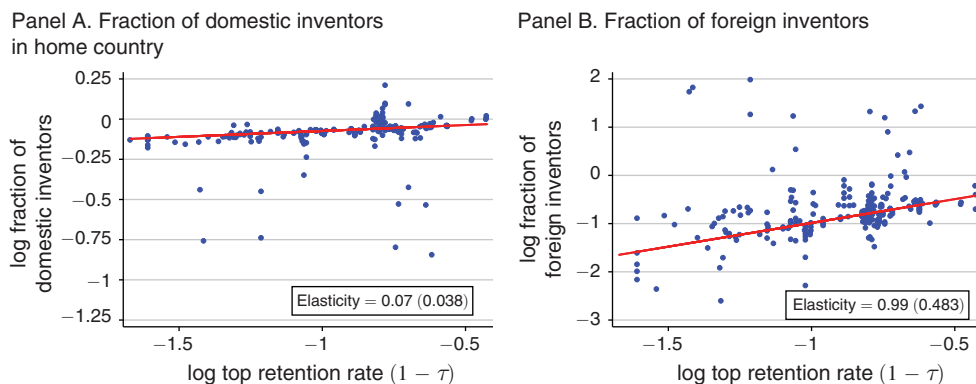 Panel A. Fraction of domestic inventors
in home country
0.25
0
−0.25
−0.5
−0.75
−1
−1.25
log fraction of
domestic inventors
Elasticity = 0.07 (0.038)
−1.5
−1
−0.5
log top retention rate (1 − τ)
Panel B. Fraction of foreign inventors
2
1
0
−1
−2
−3
log fraction of
foreign inventors
Elasticity = 0.99 (0.483)
−1.5
−1
−0.5
log top retention rate (1 − τ)